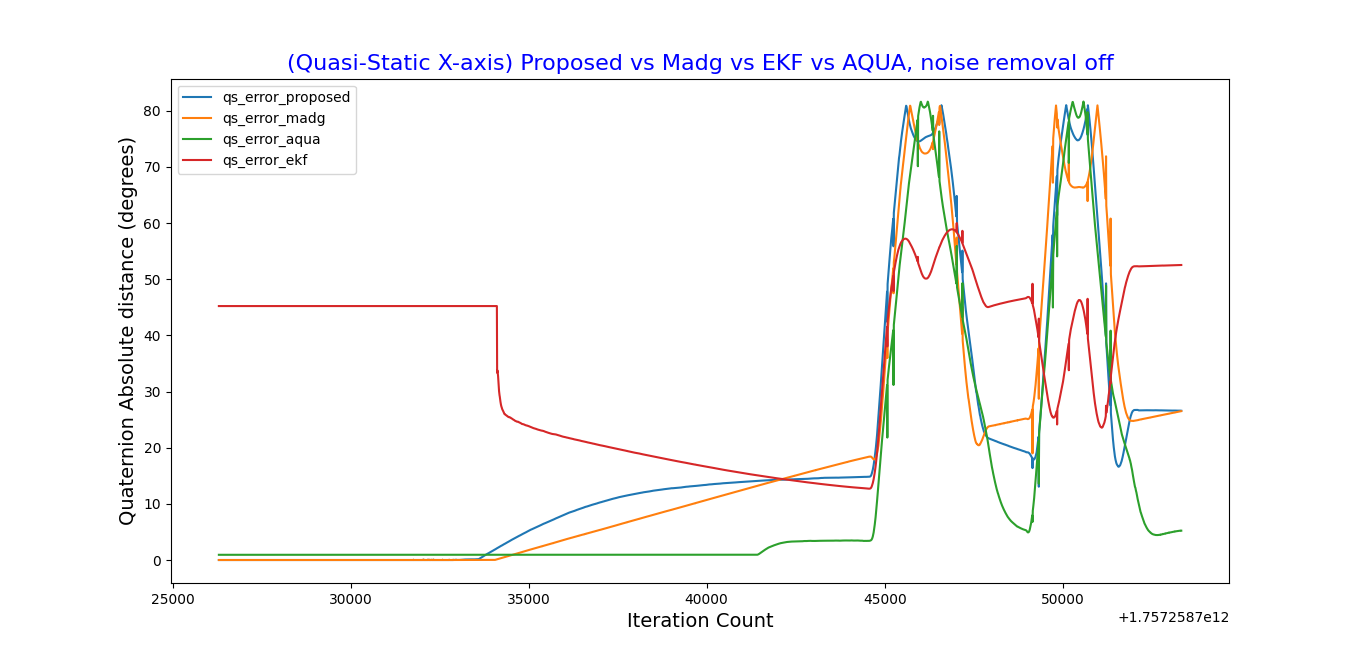 (Quasi-Static X-axis) Proposed vs Madg vs EKF vs AQUA, noise removal off
qs_error_proposed
qs_error_madg
qs_error_aqua
qs_error_ekf
Quaternion Absolute distance (degrees)
80
70
60
50
40
30
20
10
0
25000 30000 35000 40000 45000 50000
+1.7572587e12
Iteration Count